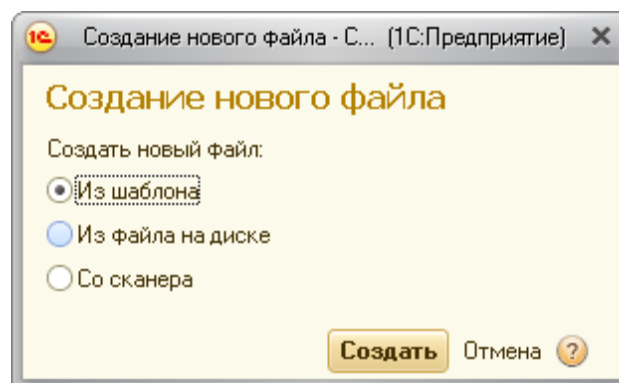 1С Создание нового файла - С... (1С:Предприятие)
Создание нового файла
Создать новый файл:
Из шаблона
Из файла на диске
Со сканера
Создать Отмена ?